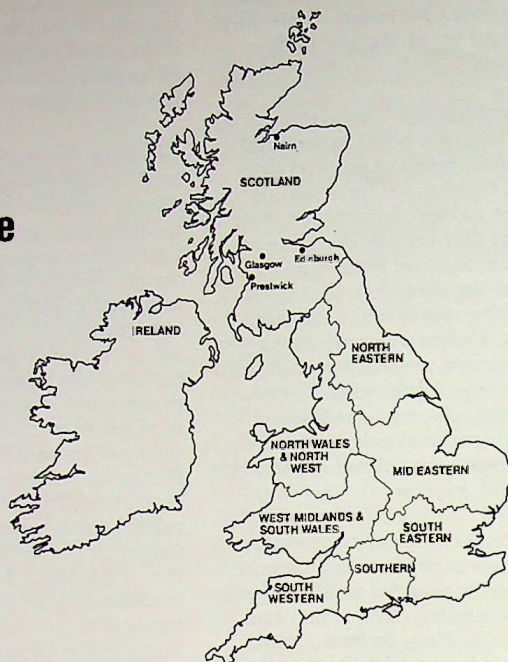 e
Nairn
SCOTLAND
Edinburgh
Glasgow
Prestwick
IRELAND
NORTH
EASTERN
NORTH WALES
& NORTH
WEST
MID EASTERN
WEST MIDLANDS &
SOUTH WALES
SOUTH
EASTERN
SOUTHERN
SOUTH
WESTERN